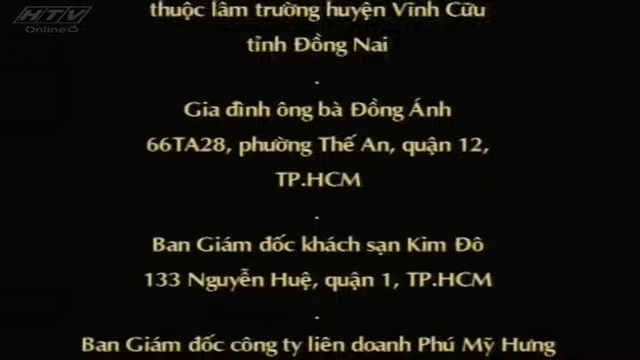 HTV
Online
thuộc lâm trường huyện Vĩnh Cữu
tỉnh Đồng Nai
.
Gia đình ông bà Đồng Ánh
66TA28, phường Thế An, quận 12,
TP.HCM
.
Ban Giám đốc khách sạn Kim Đô
133 Nguyễn Huệ, quận 1, TP.HCM
.
Ban Giám đốc công ty liên doanh Phú Mỹ Hưng